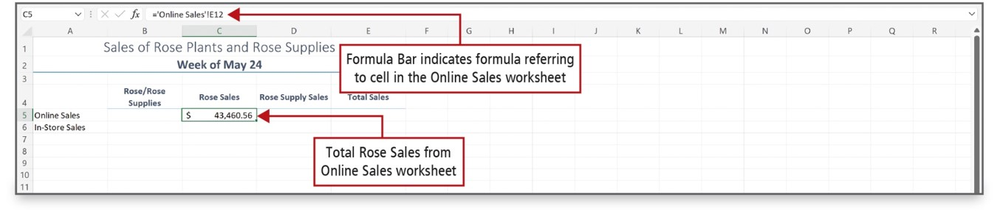 C5 fx ='Online Sales'!E12
A B C D E F G H I J K L M N O P Q R
1 Sales of Rose Plants and Rose Supplies
Formula Bar indicates formula referring
to cell in the Online Sales worksheet
2 Week of May 24
3
4 Rose/Rose
Supplies Rose Sales Rose Supply Sales Total Sales
5 Online Sales $ 43,460.56
6 In-Store Sales
7
Total Rose Sales from
Online Sales worksheet
8
9
10
11